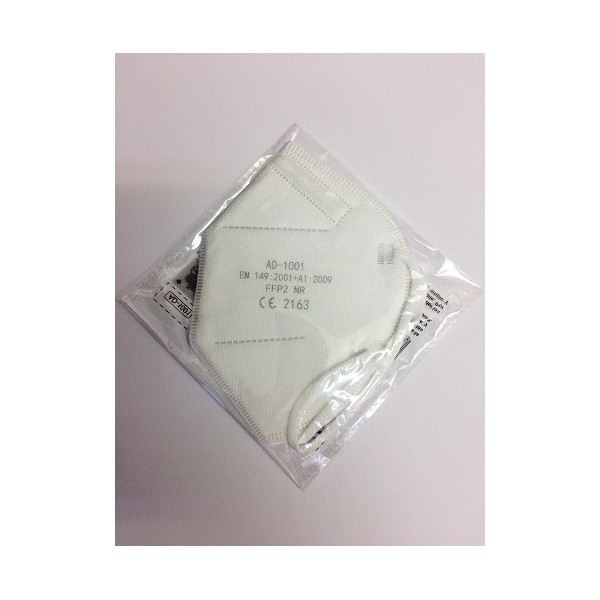 AD-1001
EN 149:2001+A1:2009
FFP2 NR
CE 2163